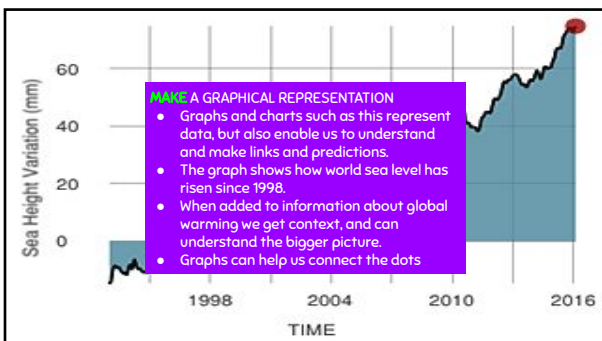 60
40
20
0
Sea Height Variation (mm)
MAKE A GRAPHICAL REPRESENTATION
● Graphs and charts such as this represent
data, but also enable us to understand
and make links and predictions.
● The graph shows how world sea level has
risen since 1998.
● When added to information about global
warming we get context, and can
understand the bigger picture.
● Graphs can help us connect the dots
1998 2004 2010 2016
TIME